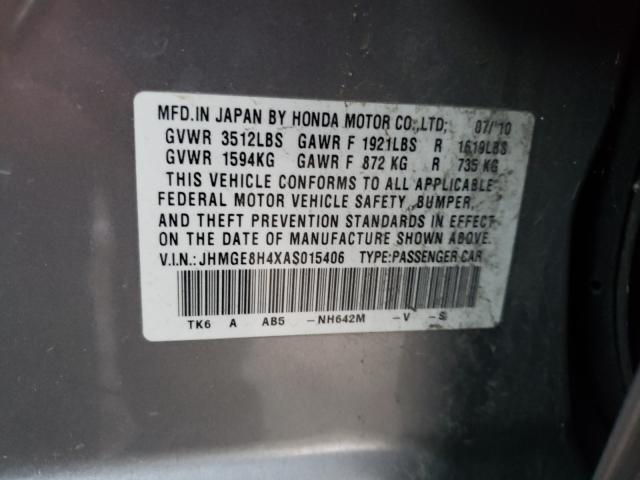 MFD.IN JAPAN BY HONDA MOTOR CO.,LTD; 07/'10
GVWR 3512LBS GAWR F 1921LBS R 1619LBS
GVWR 1594KG GAWR F 872 KG R 735 KG
THIS VEHICLE CONFORMS TO ALL APPLICABLE
FEDERAL MOTOR VEHICLE SAFETY, BUMPER,
AND THEFT PREVENTION STANDARDS IN EFFECT
ON THE DATE OF MANUFACTURE SHOWN ABOVE.
V.I.N.: JHMGE8H4XAS015406 TYPE:PASSENGER CAR
TK6 A AB5 -NH642M -V -S